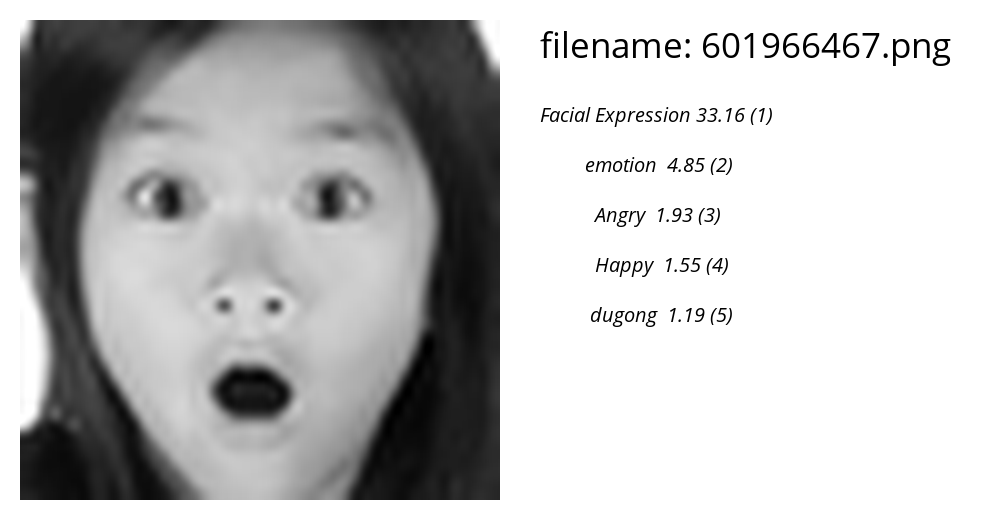 filename: 601966467.png
Facial Expression 33.16 (1)
emotion 4.85 (2)
Angry 1.93 (3)
Happy 1.55 (4)
dugong 1.19 (5)